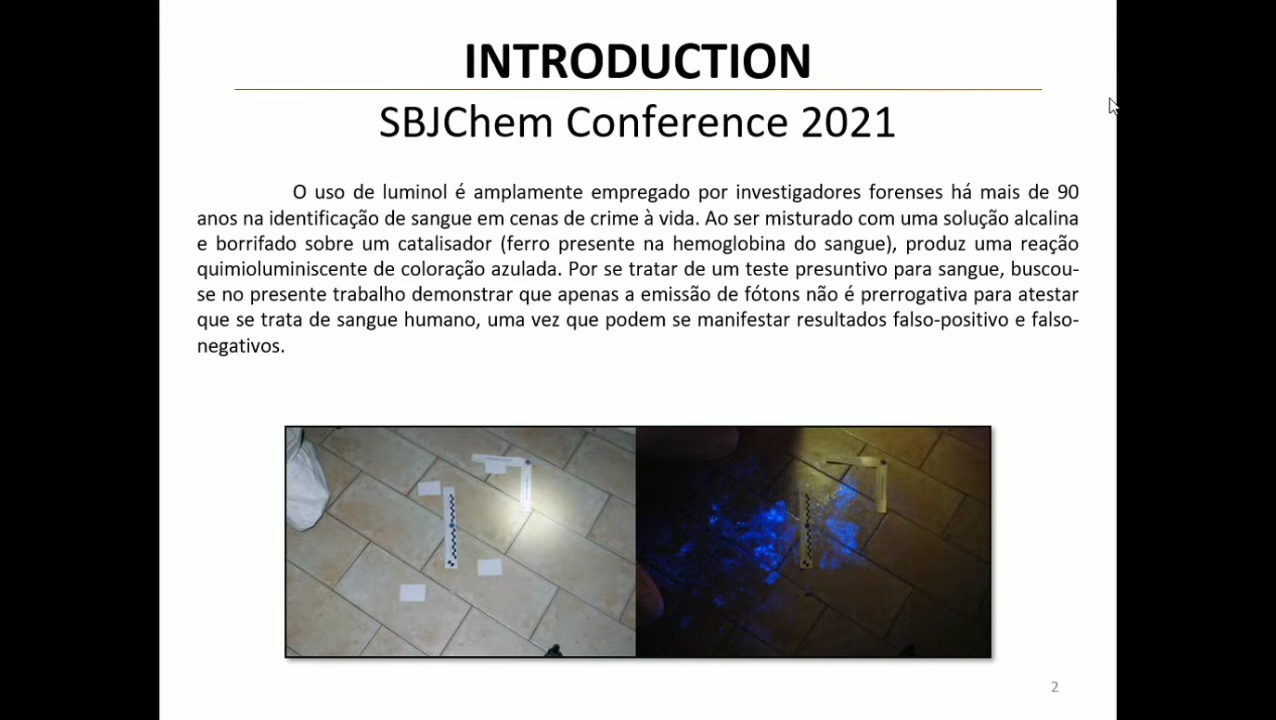 INTRODUCTION
SBJChem Conference 2021
O uso de luminol é amplamente empregado por investigadores forenses há mais de 90
anos na identificação de sangue em cenas de crime à vida. Ao ser misturado com uma solução alcalina
e borrifado sobre um catalisador (ferro presente na hemoglobina do sangue), produz uma reação
quimioluminiscente de coloração azulada. Por se tratar de um teste presuntivo para sangue, buscou-
se no presente trabalho demonstrar que apenas a emissão de fótons não é prerrogativa para atestar
que se trata de sangue humano, uma vez que podem se manifestar resultados falso-positivo e falso-
negativos.
2